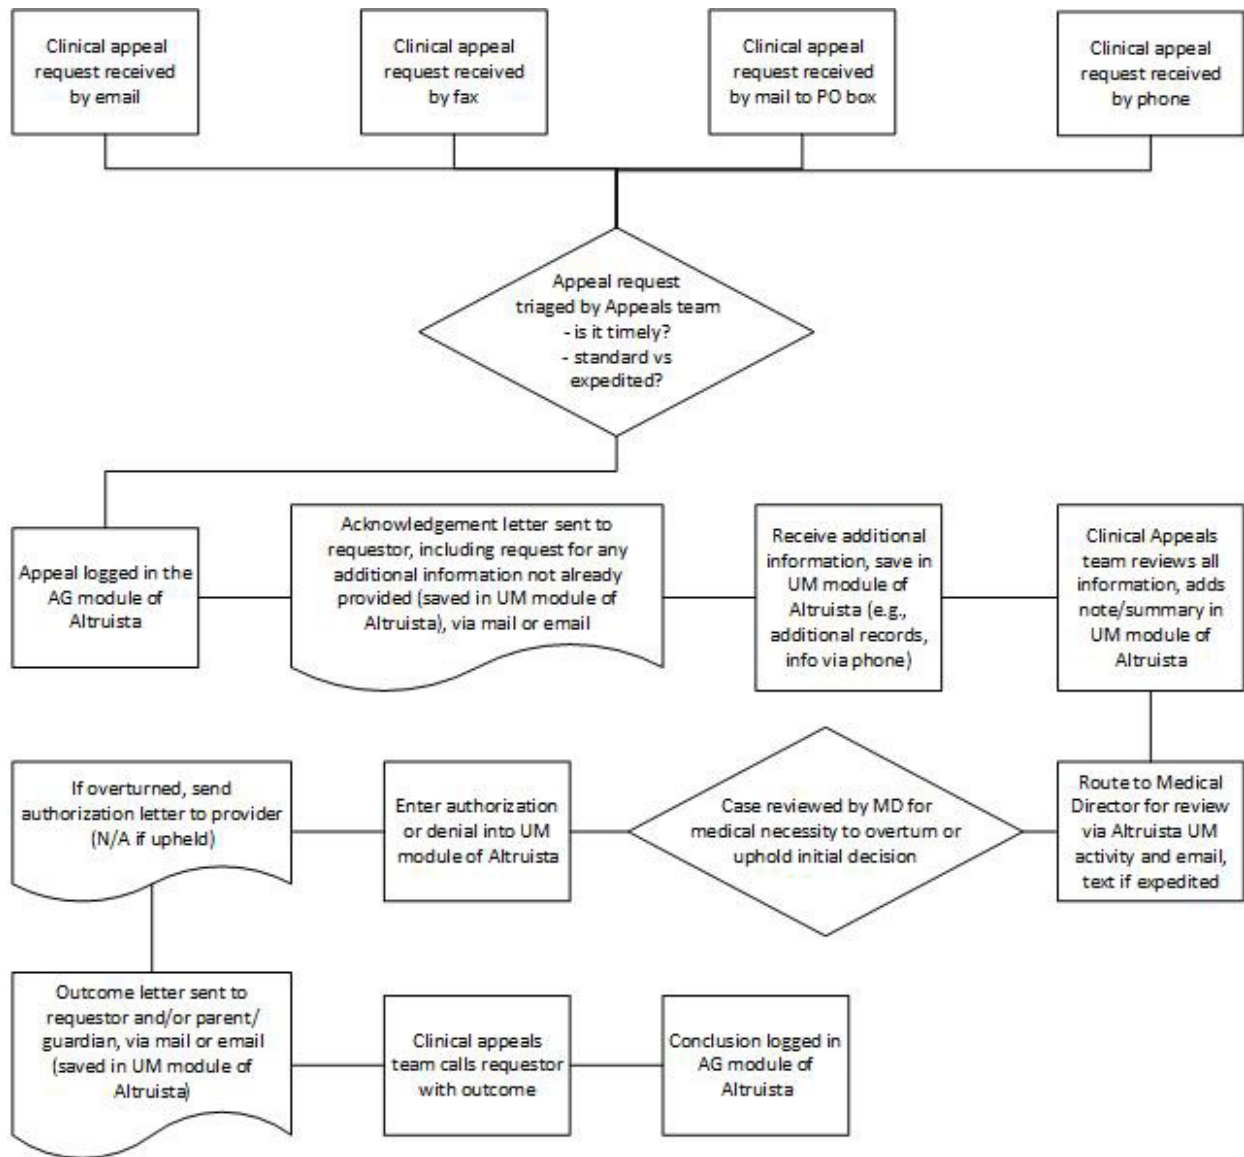 Clinical appeal
request received
by email
Clinical appeal
request received
by fax
Clinical appeal
request received
by mail to PO box
Clinical appeal
request received
by phone
Appeal request
triaged by Appeals team
- is it timely?
- standard vs
expedited?
Appeal logged in the
AG module of
Altruista
Acknowledgement letter sent to
requestor, including request for any
additional information not already
provided (saved in UM module of
Altruista), via mail or email
Receive additional
information, save in
UM module of
Altruista (e.g.,
additional records,
info via phone)
Clinical Appeals
team reviews all
information, adds
note/summary in
UM module of
Altruista
If overturned, send
authorization letter to provider
(N/A if upheld)
Enter authorization
or denial into UM
module of Altruista
Case reviewed by MD for
medical necessity to overturn or
uphold initial decision
Route to Medical
Director for review
via Altruista UM
activity and email,
text if expedited
Outcome letter sent to
requestor and/or parent/
guardian, via mail or email
(saved in UM module of
Altruista)
Clinical appeals
team calls requestor
with outcome
Conclusion logged in
AG module of
Altruista